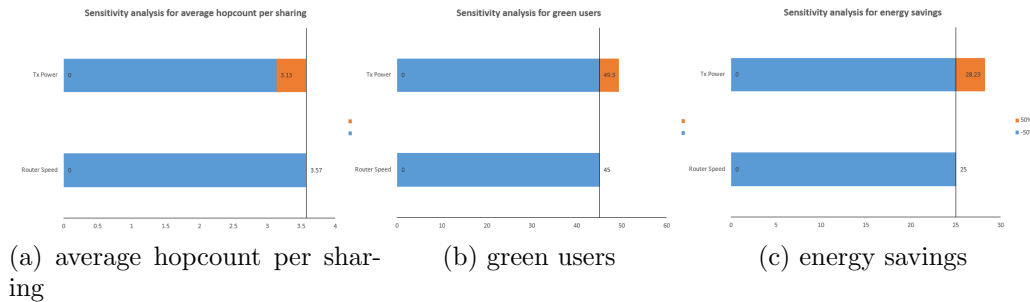 Sensitivity analysis for average hopcount per sharing
Tx Power
0
3.13
Router Speed
0
3.57
0 0.5 1 1.5 2 2.5 3 3.5 4
(a) average hopcount per shar-
ing
Sensitivity analysis for green users
Tx Power
0
49.3
Router Speed
0
45
0 10 20 30 40 50 60
(b) green users
Sensitivity analysis for energy savings
Tx Power
0
28.23
Router Speed
0
25
0 5 10 15 20 25 30
(c) energy savings